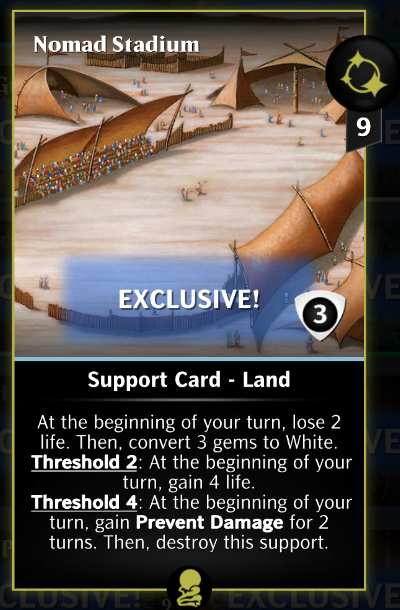 Nomad Stadium
9
EXCLUSIVE!
3
Support Card - Land
At the beginning of your turn, lose 2
life. Then, convert 3 gems to White.
Threshold 2: At the beginning of your
turn, gain 4 life.
Threshold 4: At the beginning of your
turn, gain Prevent Damage for 2
turns. Then, destroy this support.